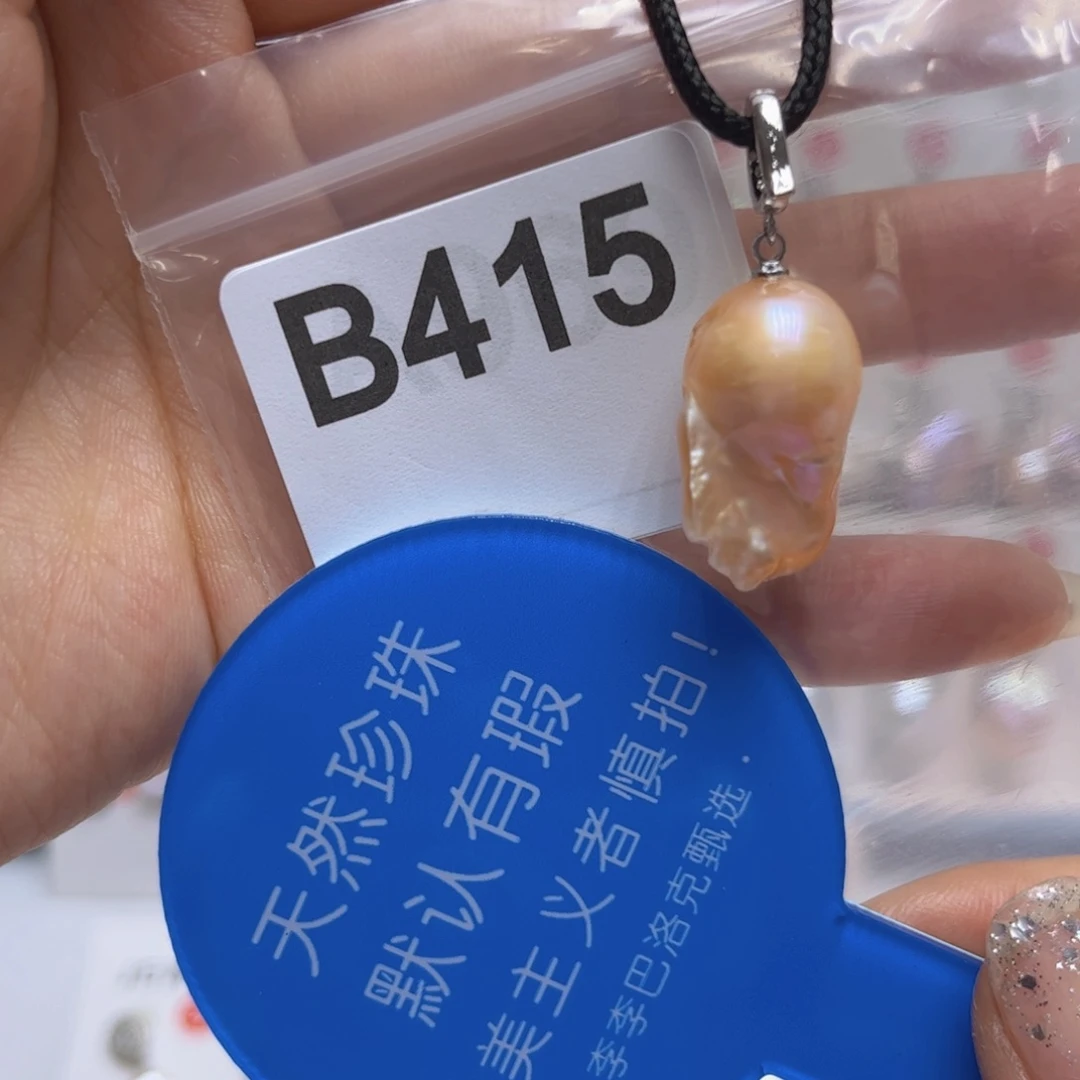 B415
天然珍珠
默认有瑕
美主义者慎拍！
李李巴洛克甄选.